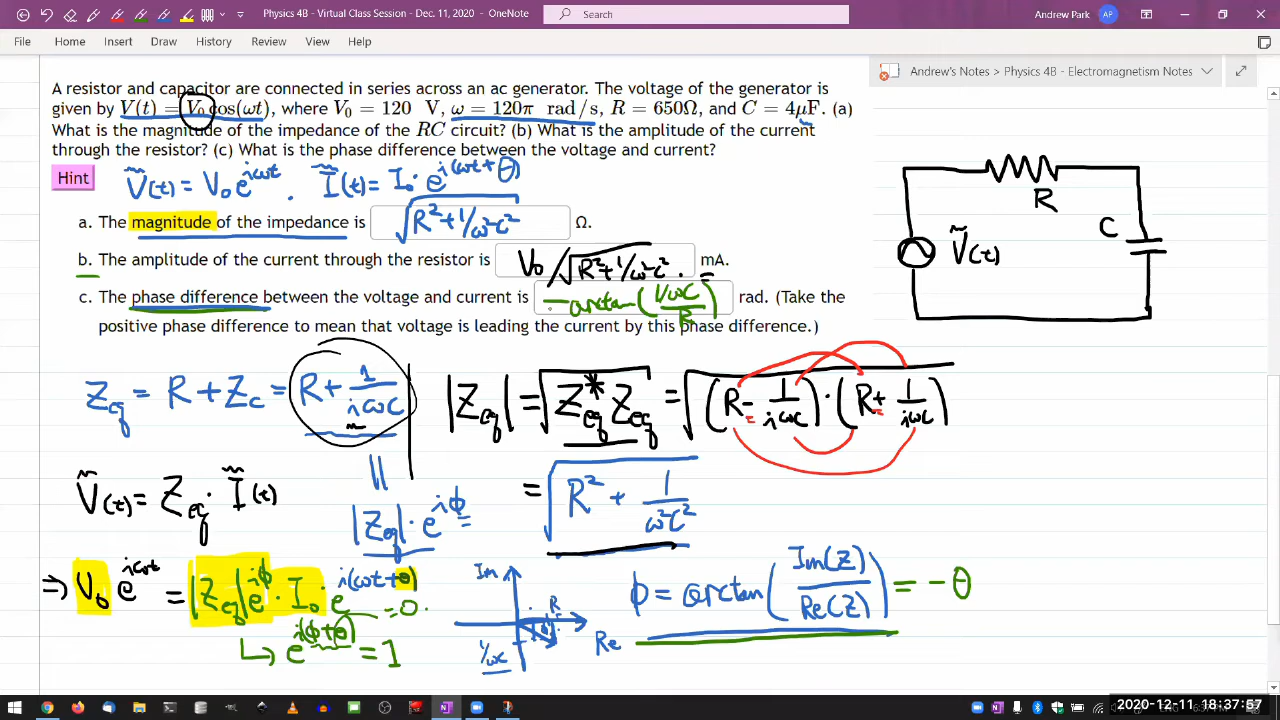 Physics 4B - Virtual Class Session - Dec. 11, 2020 - OneNote
Search
Andrew Park
AP
File Home Insert Draw History Review View Help
Andrew's Notes > Physics 4B - Electromagnetism Notes
A resistor and capacitor are connected in series across an ac generator. The voltage of the generator is
given by V(t) = V₀ cos(ωt), where V₀ = 120 V, ω = 120π rad/s, R = 650Ω, and C = 4μF. (a)
What is the magnitude of the impedance of the RC circuit? (b) What is the amplitude of the current
through the resistor? (c) What is the phase difference between the voltage and current?
Hint
Ṽ(t) = V₀e^{iωt}. Ĩ(t) = I₀·e^{i(ωt+θ)}
a. The magnitude of the impedance is √(R²+1/ω²c²) Ω.
b. The amplitude of the current through the resistor is V₀/√(R²+1/ω²c²). = mA.
c. The phase difference between the voltage and current is −arctan((1/ωC)/R) rad. (Take the
positive phase difference to mean that voltage is leading the current by this phase difference.)
R
C
Ṽ(t)
Z_eq = R + Z_c = R + 1/(iωC)
|Z_eq| = √(Z*_eq Z_eq) = √((R − 1/(iωC))·(R + 1/(iωC)))
= √(R² + 1/(ω²C²))
Ṽ(t) = Z_eq · Ĩ(t)
||
|Z_eq|·e^{iϕ}
⇒ V₀ e^{iωt} = |Z_eq| e^{iϕ} · I₀ e^{i(ωt+θ)}
= 0.
↳ e^{i(ϕ+θ)} = 1
Im
R
Re
1/ωC
ϕ = arctan(Im(Z)/Re(Z)) = −θ
2020-12-11 18:37:57